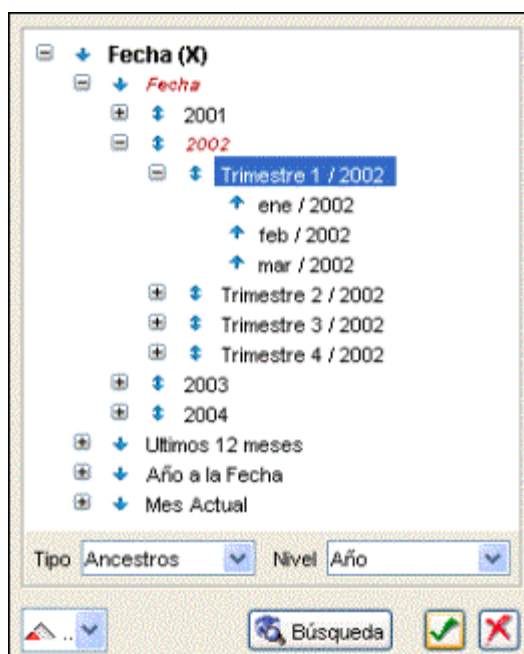 Fecha (X)
Fecha
2001
2002
Trimestre 1 / 2002
ene / 2002
feb / 2002
mar / 2002
Trimestre 2 / 2002
Trimestre 3 / 2002
Trimestre 4 / 2002
2003
2004
Ultimos 12 meses
Año a la Fecha
Mes Actual
Tipo Ancestros Nivel Año
.. Búsqueda